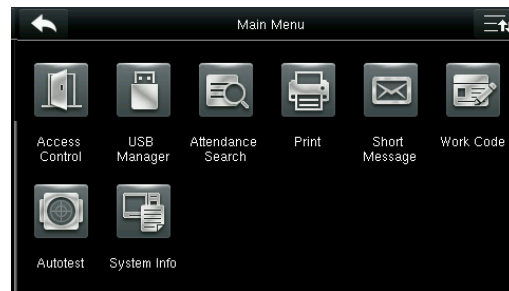 Main Menu
Access Control
USB Manager
Attendance Search
Print
Short Message
Work Code
Autotest
System Info